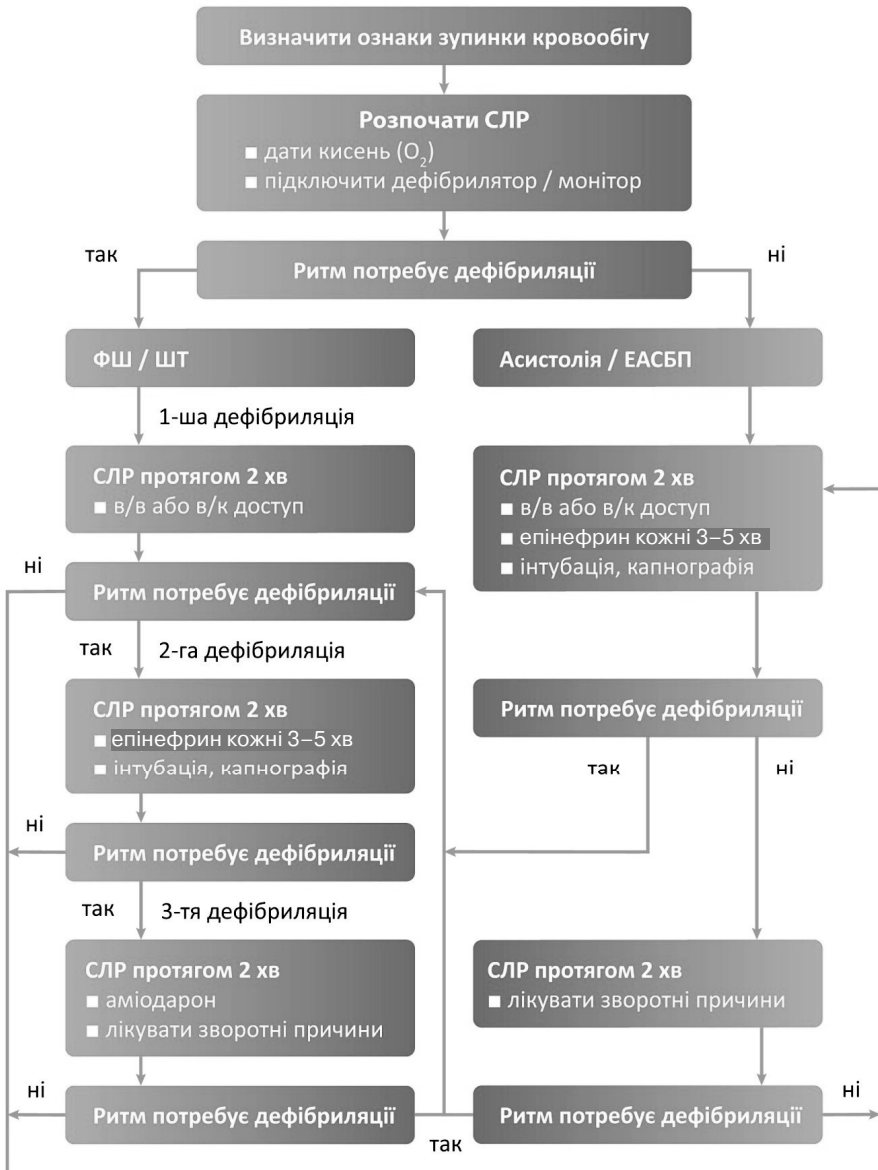 Визначити ознаки зупинки кровообігу
Розпочати СЛР
■ дати кисень (O₂)
■ підключити дефібрилятор / монітор
так
Ритм потребує дефібриляції
ні
ФШ / ШТ
1-ша дефібриляція
СЛР протягом 2 хв
■ в/в або в/к доступ
ні
Ритм потребує дефібриляції
так
2-га дефібриляція
СЛР протягом 2 хв
■ епінефрин кожні 3–5 хв
■ інтубація, капнографія
ні
Ритм потребує дефібриляції
так
3-тя дефібриляція
СЛР протягом 2 хв
■ аміодарон
■ лікувати зворотні причини
ні
Ритм потребує дефібриляції
так
Асистолія / ЕАСБП
СЛР протягом 2 хв
■ в/в або в/к доступ
■ епінефрин кожні 3–5 хв
■ інтубація, капнографія
Ритм потребує дефібриляції
так
ні
СЛР протягом 2 хв
■ лікувати зворотні причини
Ритм потребує дефібриляції
ні